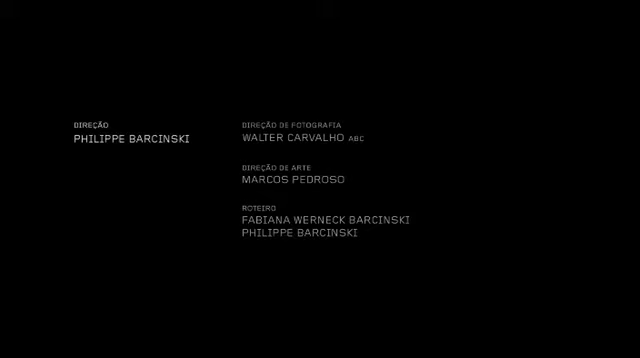 DIREÇÃO
PHILIPPE BARCINSKI
DIREÇÃO DE FOTOGRAFIA
WALTER CARVALHO ABC
DIREÇÃO DE ARTE
MARCOS PEDROSO
ROTEIRO
FABIANA WERNECK BARCINSKI
PHILIPPE BARCINSKI